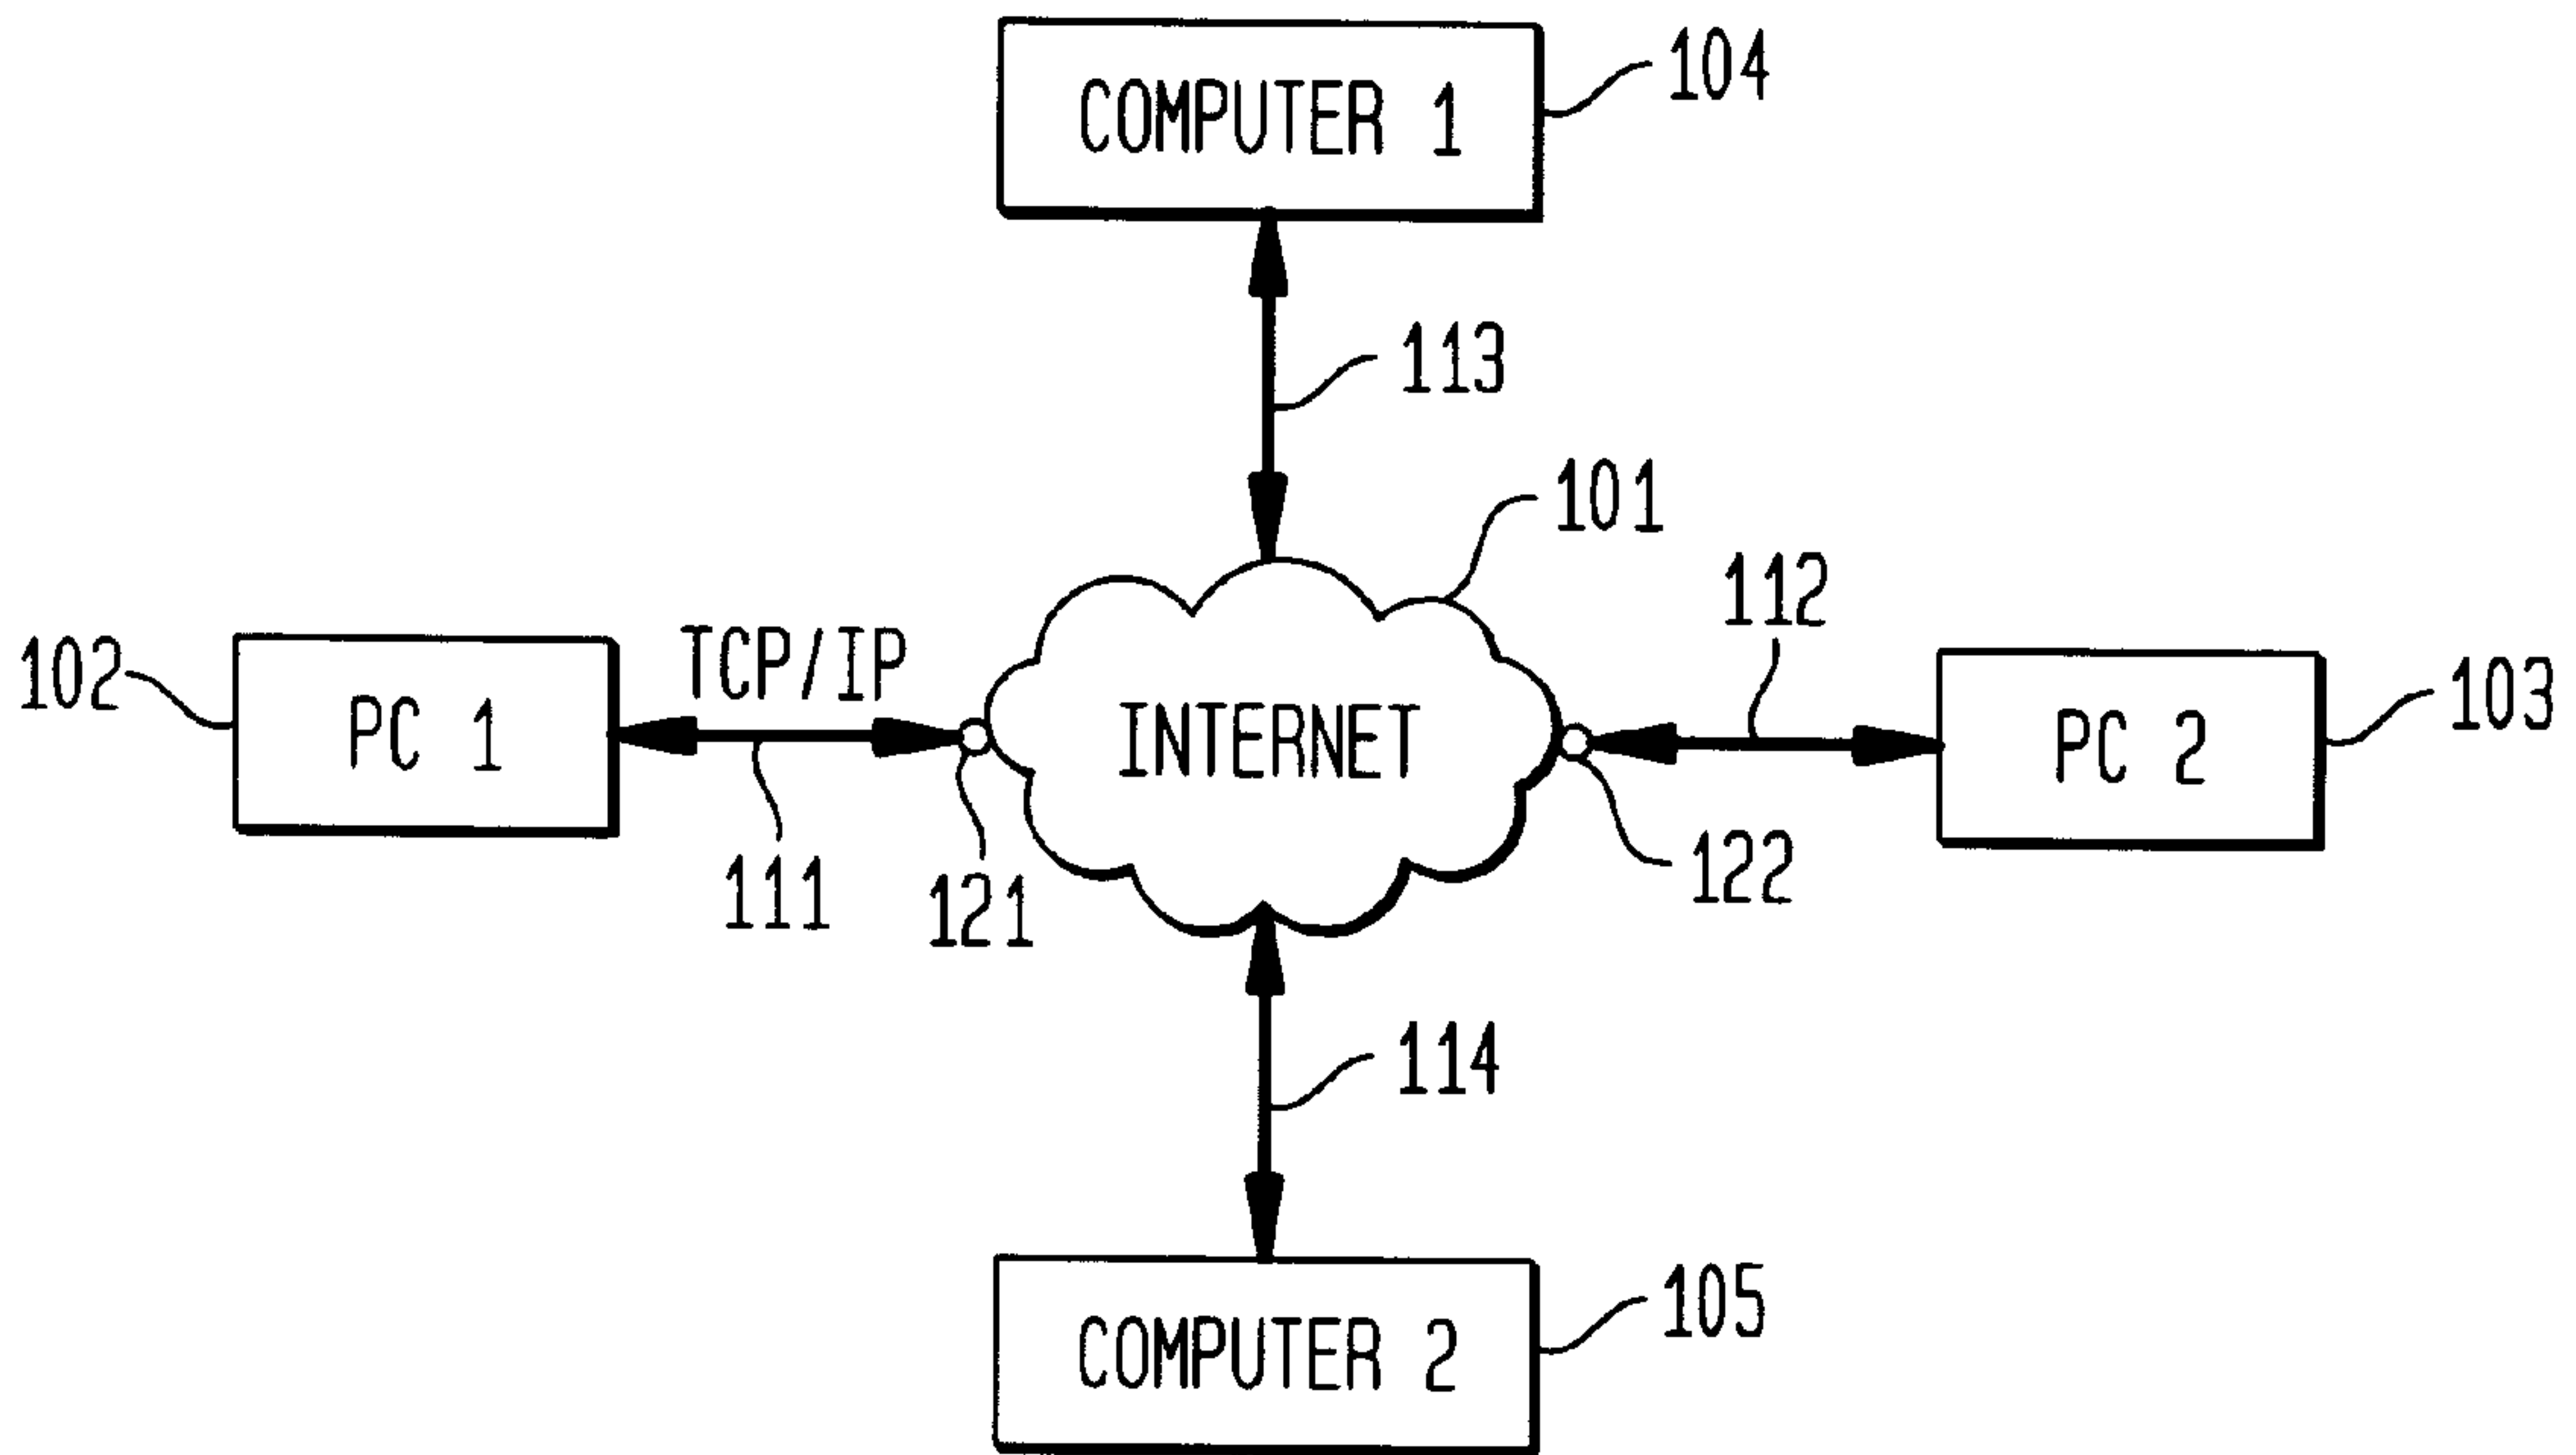 COMPUTER 1
104
113
101
112
TCP/IP
102
PC 1
INTERNET
PC 2
103
111
121
122
114
COMPUTER 2
105